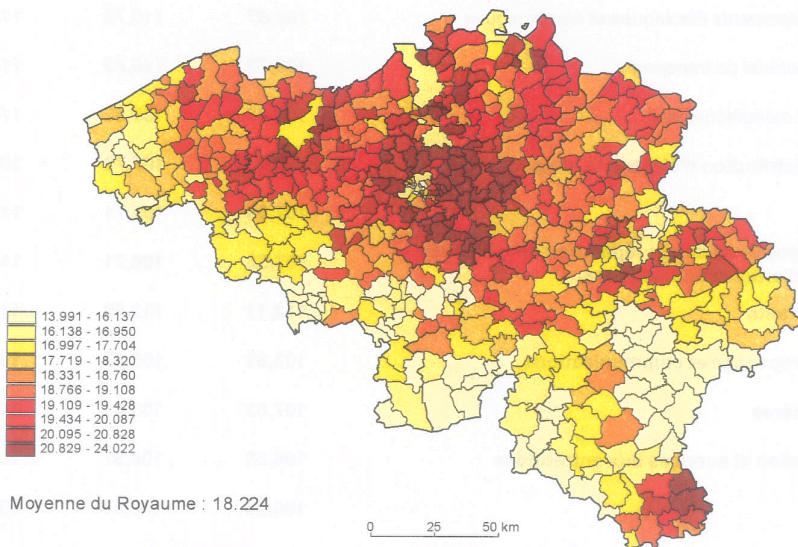 13.991 - 16.137
16.138 - 16.950
16.997 - 17.704
17.719 - 18.320
18.331 - 18.760
18.766 - 19.108
19.109 - 19.428
19.434 - 20.087
20.095 - 20.828
20.829 - 24.022
Moyenne du Royaume : 18.224
0 25 50 km